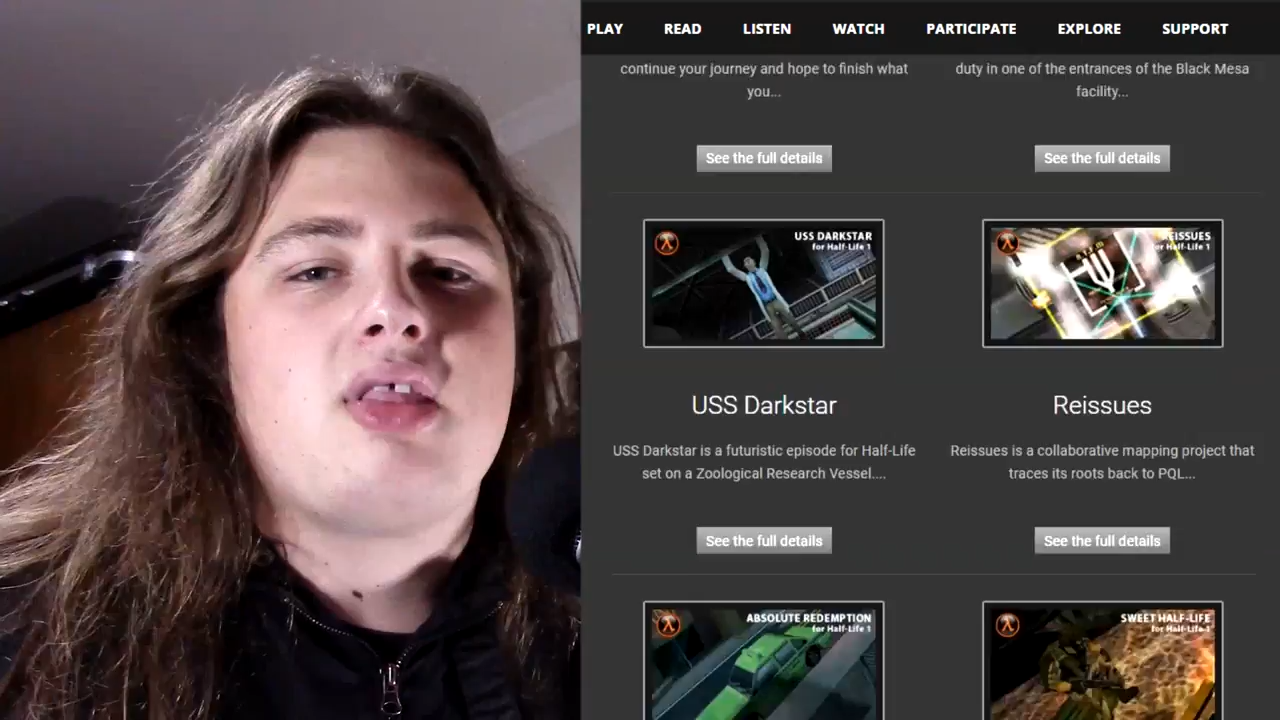 PLAY READ LISTEN WATCH PARTICIPATE EXPLORE SUPPORT
continue your journey and hope to finish what
you...
duty in one of the entrances of the Black Mesa
facility...
See the full details
See the full details
USS DARKSTAR
for Half-Life 1
REISSUES
for Half-Life 1
USS Darkstar
Reissues
USS Darkstar is a futuristic episode for Half-Life
set on a Zoological Research Vessel....
Reissues is a collaborative mapping project that
traces its roots back to PQL...
See the full details
See the full details
ABSOLUTE REDEMPTION
for Half-Life 1
SWEET HALF-LIFE
for Half-Life 1